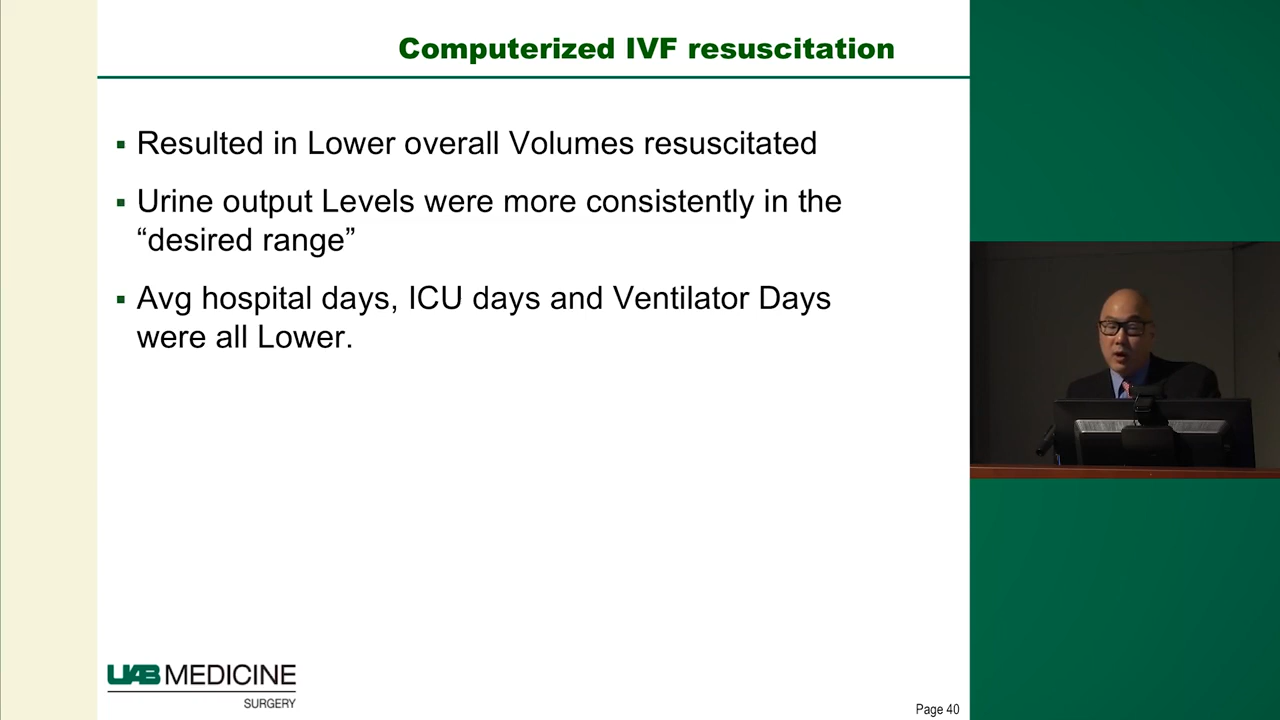 Computerized IVF resuscitation
▪ Resulted in Lower overall Volumes resuscitated
▪ Urine output Levels were more consistently in the
“desired range”
▪ Avg hospital days, ICU days and Ventilator Days
were all Lower.
UAB MEDICINE
SURGERY
Page 40